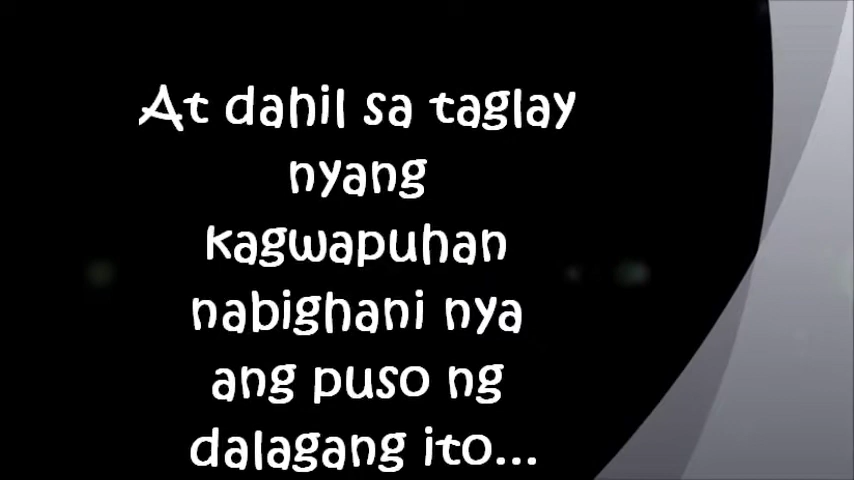 At dahil sa taglay
nyang
kagwapuhan
nabighani nya
ang puso ng
dalagang ito...